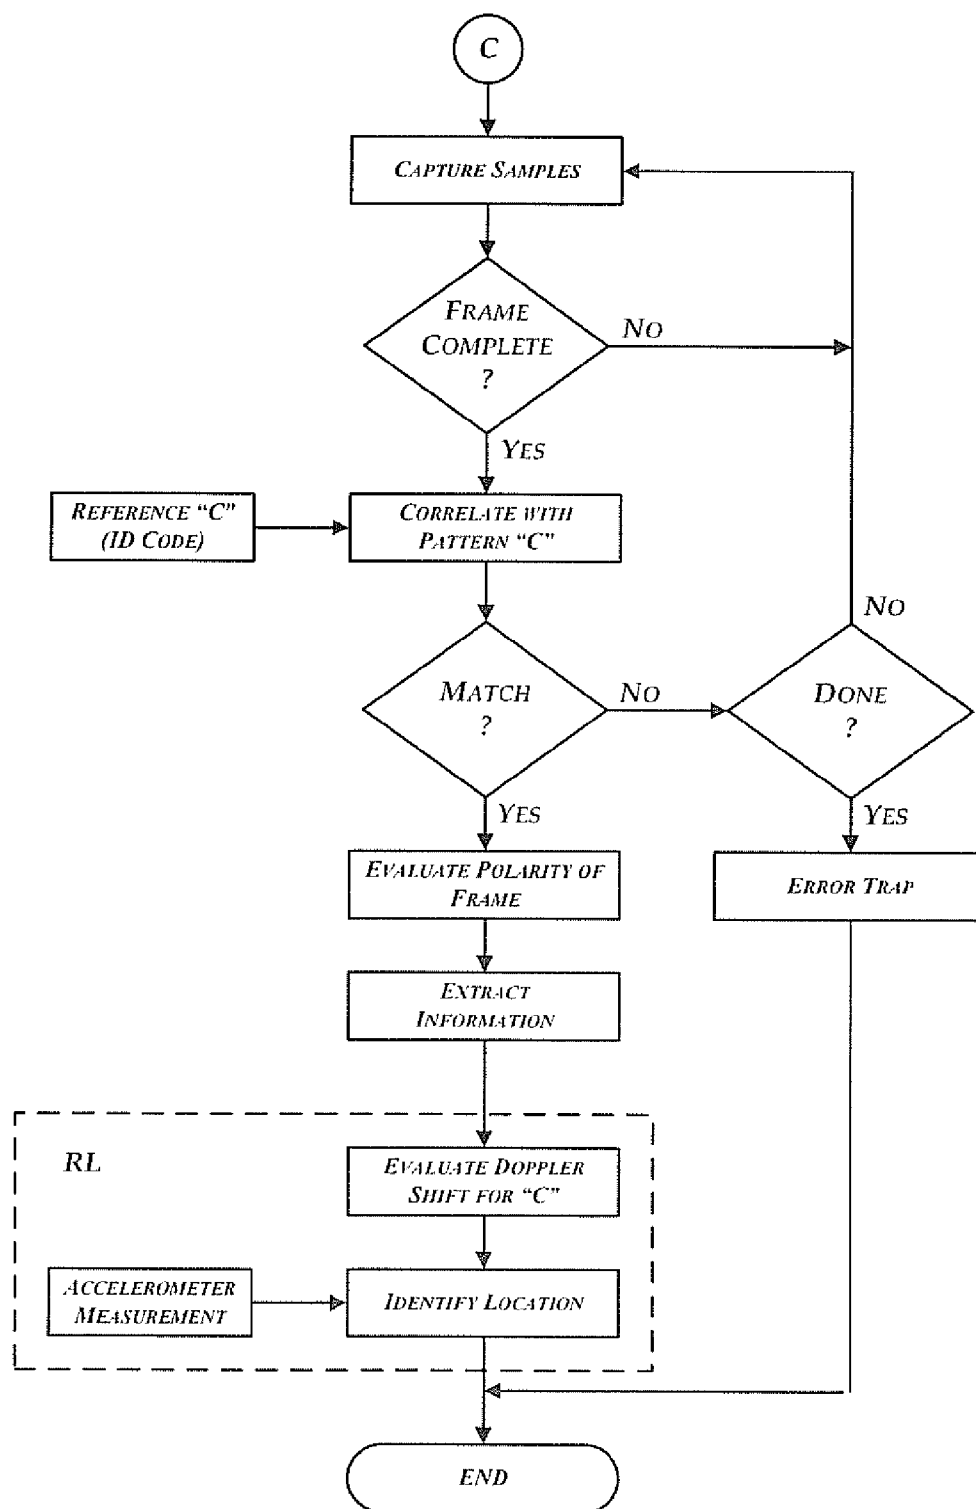 C
CAPTURE SAMPLES
FRAME
COMPLETE
?
NO
YES
REFERENCE “C”
(ID CODE)
CORRELATE WITH
PATTERN “C”
NO
MATCH
?
NO
DONE
?
YES
YES
EVALUATE POLARITY OF
FRAME
ERROR TRAP
EXTRACT
INFORMATION
RL
EVALUATE DOPPLER
SHIFT FOR “C”
ACCELEROMETER
MEASUREMENT
IDENTIFY LOCATION
END